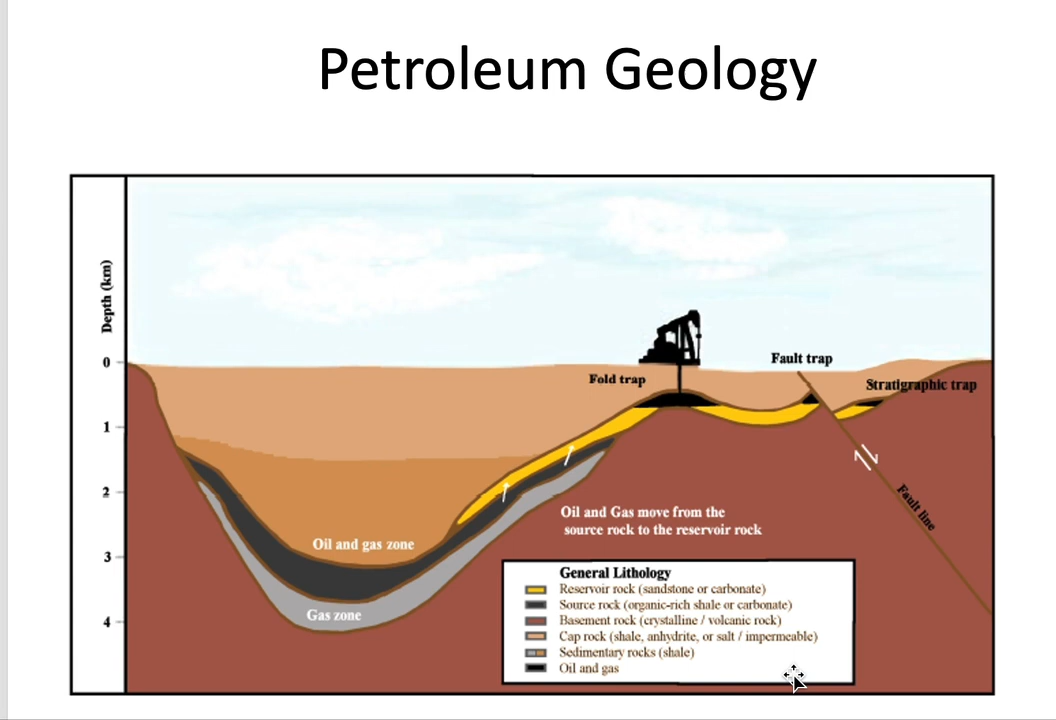 Petroleum Geology
Depth (km)
0
1
2
3
4
Fold trap
Fault trap
Stratigraphic trap
Fault line
Oil and gas zone
Gas zone
Oil and Gas move from the
source rock to the reservoir rock
General Lithology
Reservoir rock (sandstone or carbonate)
Source rock (organic-rich shale or carbonate)
Basement rock (crystalline / volcanic rock)
Cap rock (shale, anhydrite, or salt / impermeable)
Sedimentary rocks (shale)
Oil and gas